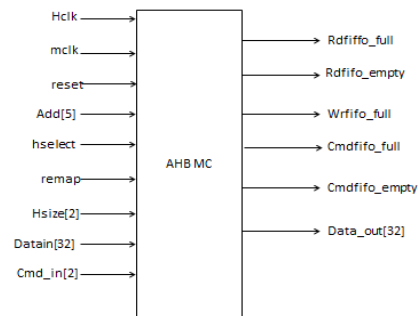 Hclk
mclk
reset
Add[5]
hselect
remap
Hsize[2]
Datain[32]
Cmd_in[2]
AHB MC
Rdfiffo_full
Rdfifo_empty
Wrfifo_full
Cmdfifo_full
Cmdfifo_empty
Data_out[32]